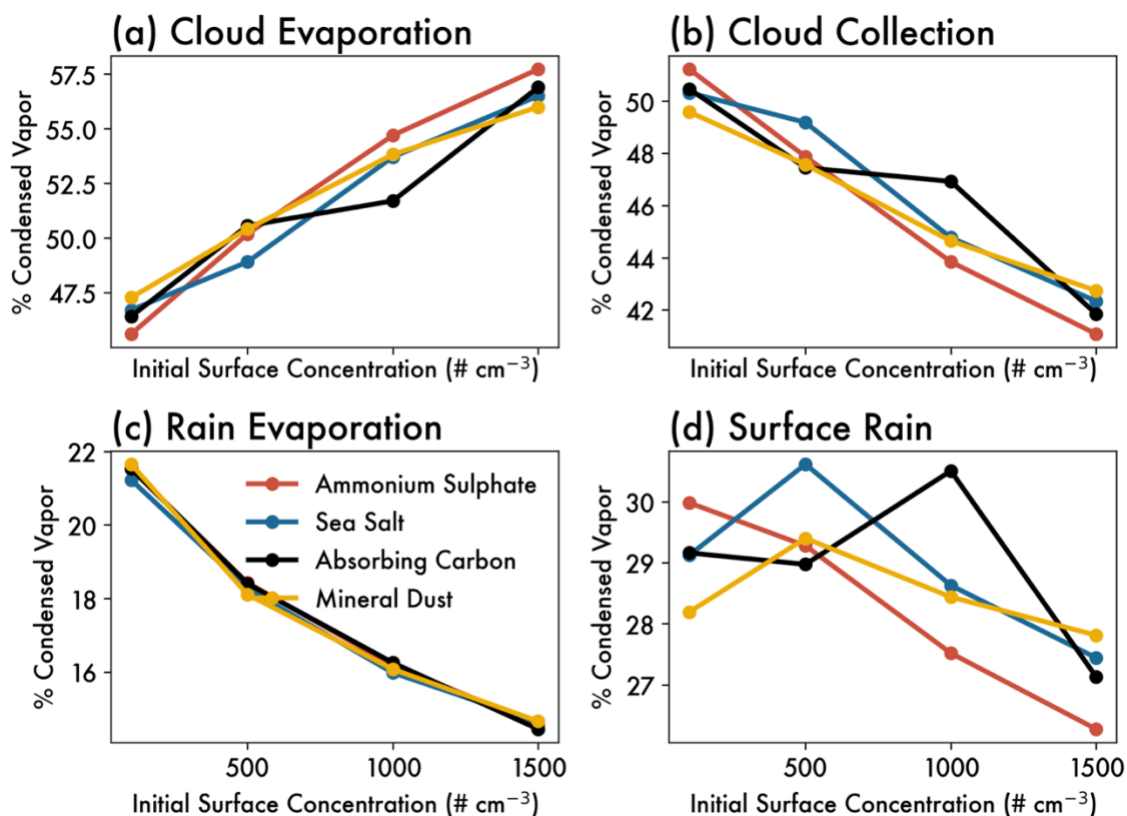 (a) Cloud Evaporation
% Condensed Vapor
57.5
55.0
52.5
50.0
47.5
Initial Surface Concentration (# cm⁻³)
(b) Cloud Collection
% Condensed Vapor
50
48
46
44
42
Initial Surface Concentration (# cm⁻³)
(c) Rain Evaporation
% Condensed Vapor
22
20
18
16
Ammonium Sulphate
Sea Salt
Absorbing Carbon
Mineral Dust
500 1000 1500
Initial Surface Concentration (# cm⁻³)
(d) Surface Rain
% Condensed Vapor
30
29
28
27
500 1000 1500
Initial Surface Concentration (# cm⁻³)